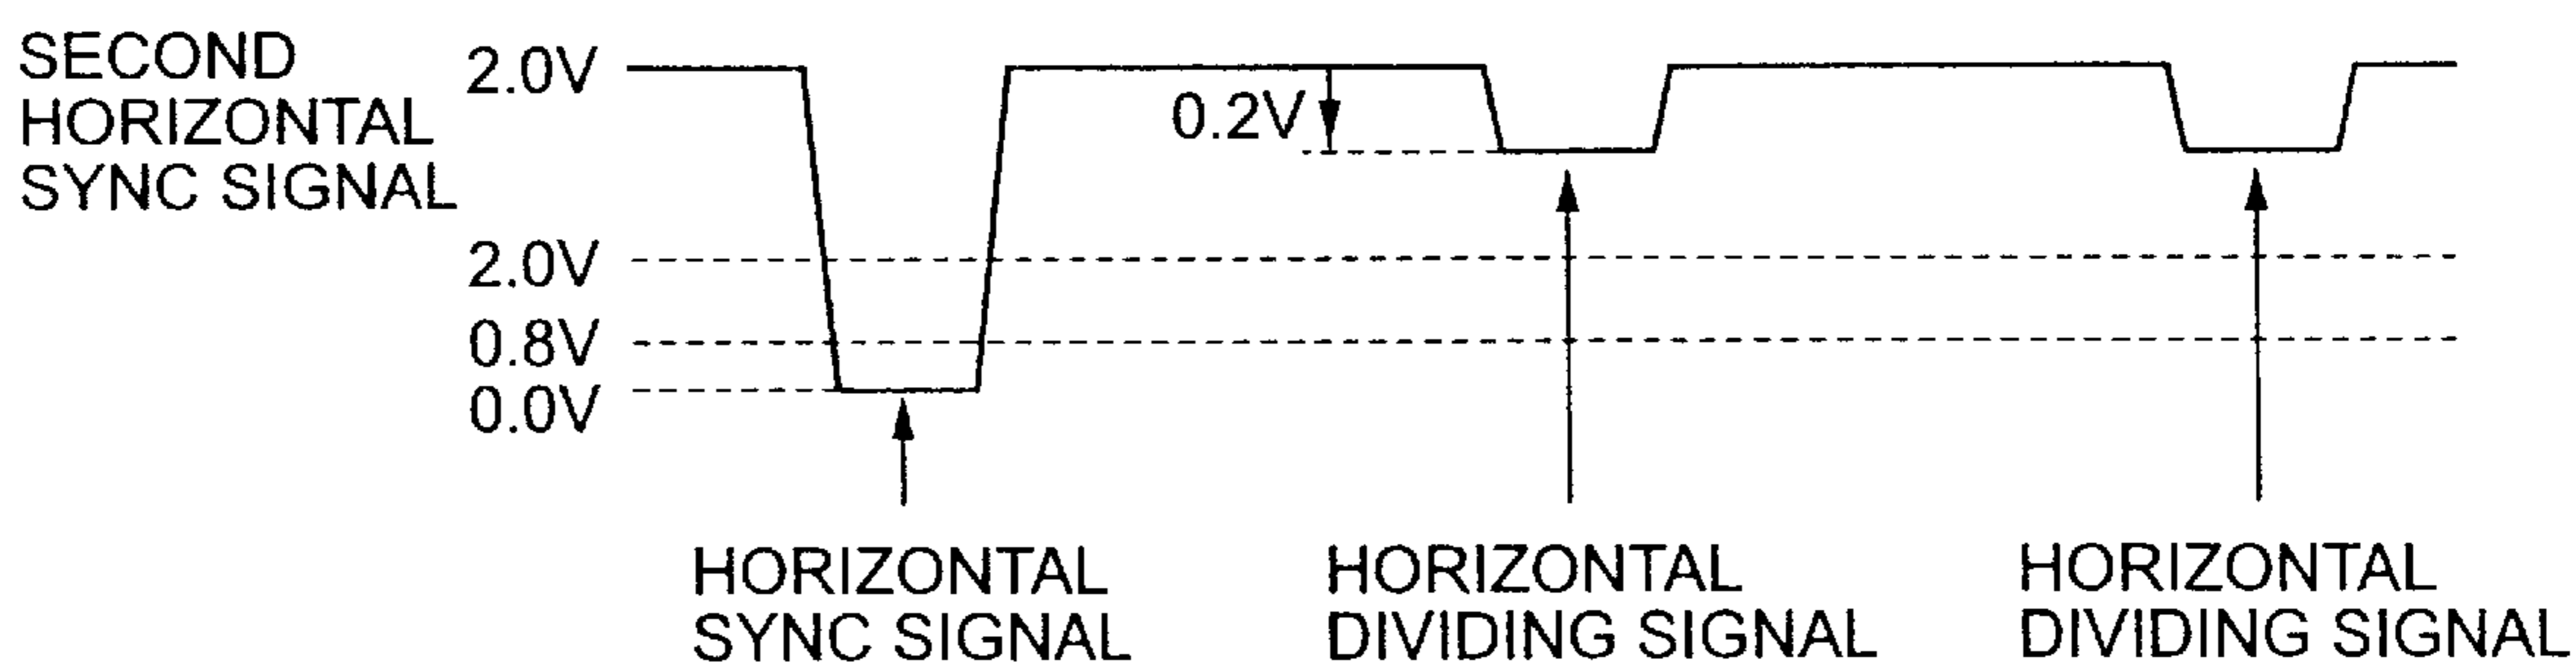 SECOND
HORIZONTAL
SYNC SIGNAL
2.0V
0.2V
2.0V
0.8V
0.0V
HORIZONTAL
SYNC SIGNAL
HORIZONTAL
DIVIDING SIGNAL
HORIZONTAL
DIVIDING SIGNAL